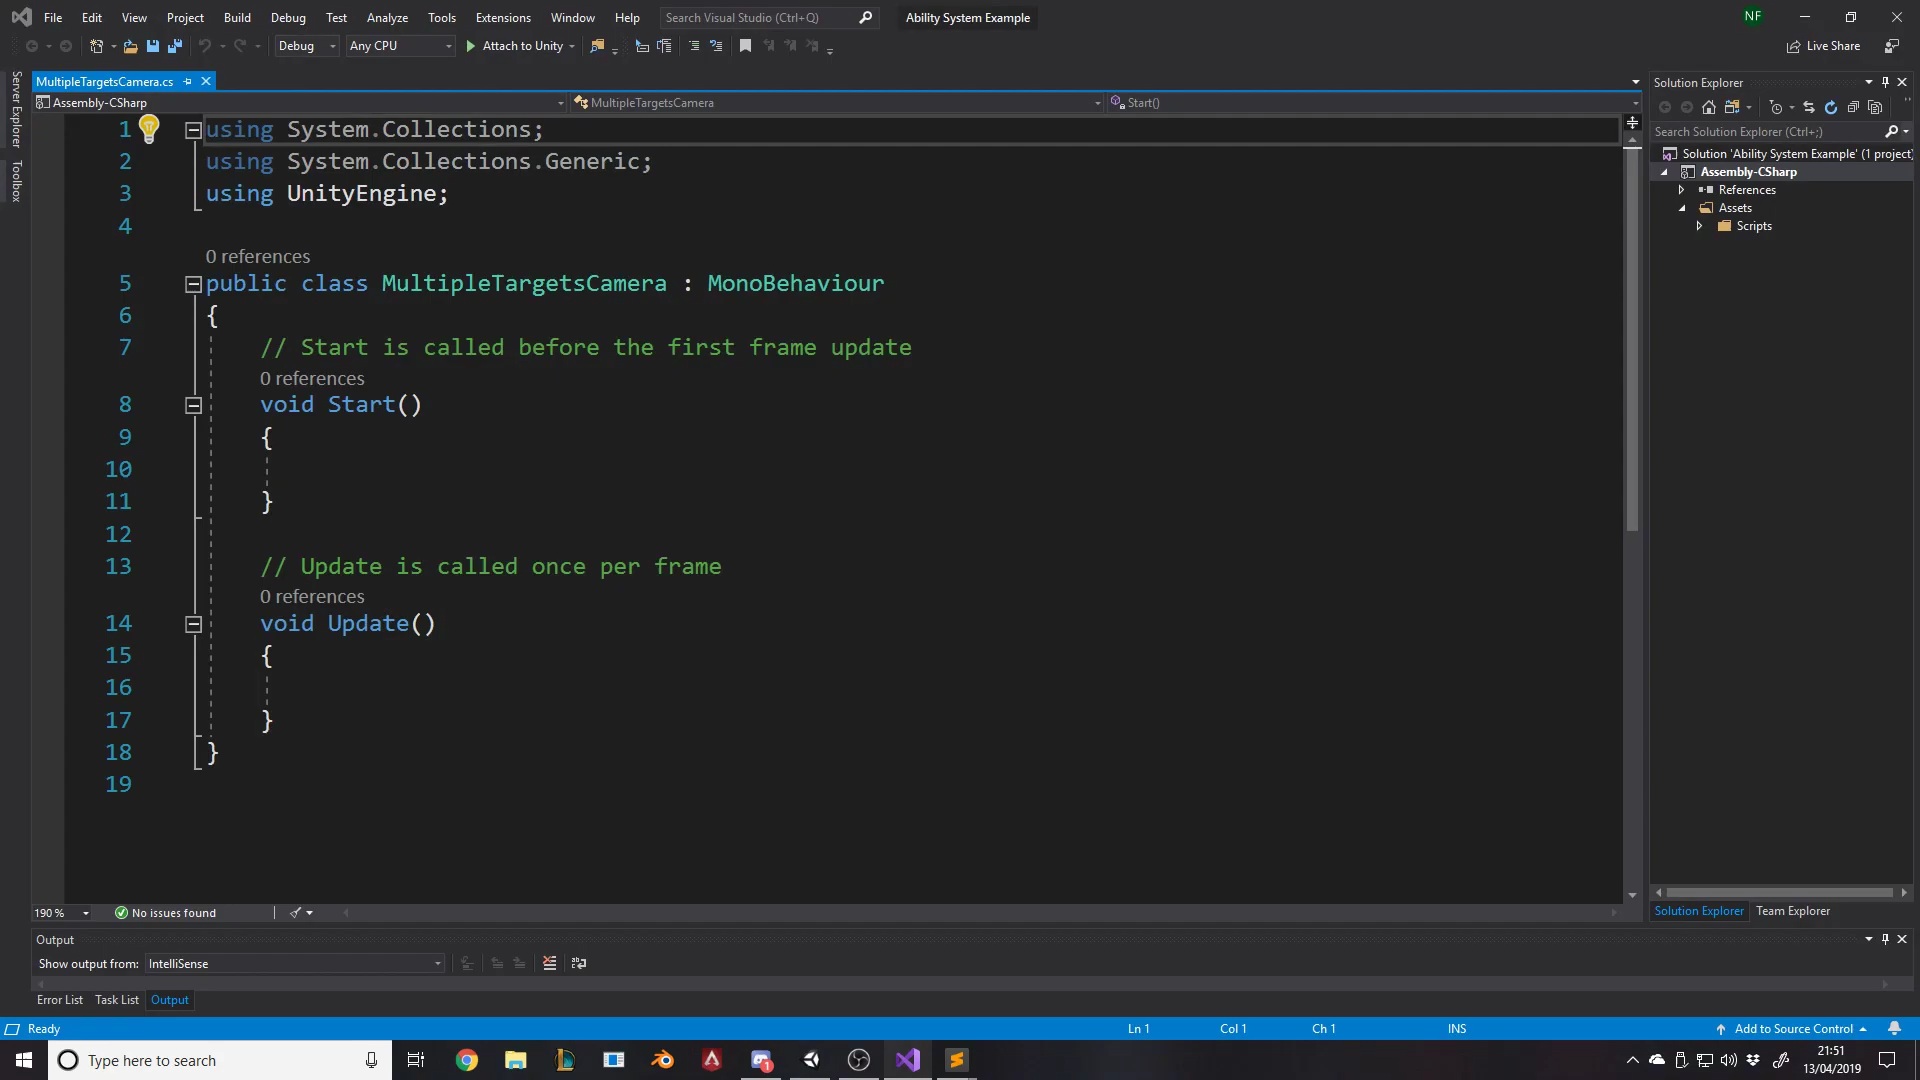 File Edit View Project Build Debug Test Analyze Tools Extensions Window Help Search Visual Studio (Ctrl+Q) Ability System Example NF
Debug Any CPU Attach to Unity Live Share
Server Explorer
Toolbox
MultipleTargetsCamera.cs
Assembly-CSharp MultipleTargetsCamera Start()
1 using System.Collections;
2 using System.Collections.Generic;
3 using UnityEngine;
4
0 references
5 public class MultipleTargetsCamera : MonoBehaviour
6 {
7 // Start is called before the first frame update
0 references
8 void Start()
9 {
10
11 }
12
13 // Update is called once per frame
0 references
14 void Update()
15 {
16
17 }
18 }
19
190 % No issues found
Solution Explorer
Search Solution Explorer (Ctrl+;)
Solution 'Ability System Example' (1 project)
Assembly-CSharp
References
Assets
Scripts
Solution Explorer Team Explorer
Output
Show output from: IntelliSense
Error List Task List Output
Ready Ln 1 Col 1 Ch 1 INS Add to Source Control
Type here to search
1
21:51
13/04/2019